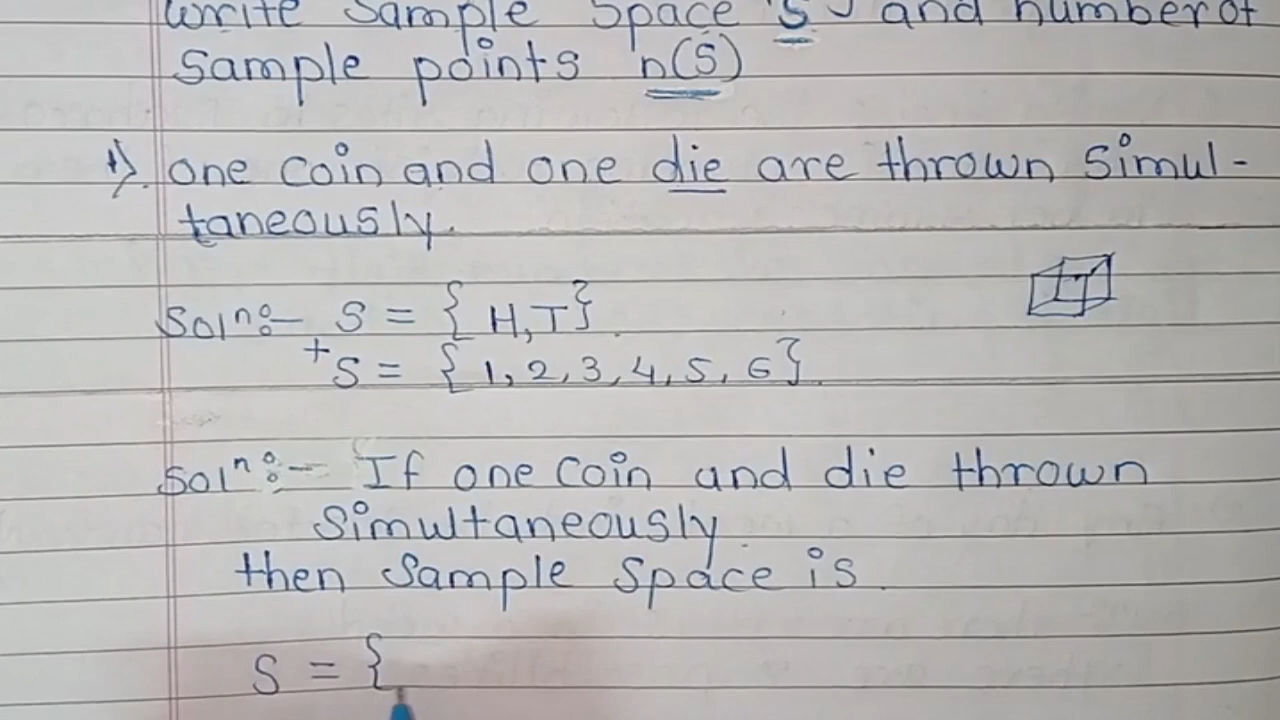 write sample space 'S' and number of
sample points n(S)
1). one coin and one die are thrown simul-
taneously.
Solⁿ:- S = { H, T}.
+ S = { 1, 2, 3, 4, 5, 6 }.
Solⁿ:- If one coin and die thrown
simultaneously.
then sample space is.
S = {